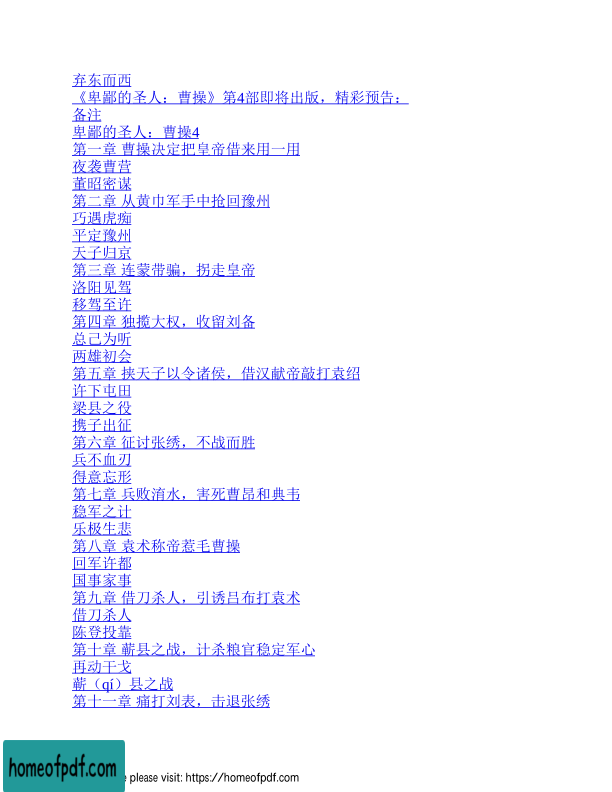 弃东而西
《卑鄙的圣人：曹操》第4部即将出版，精彩预告：
备注
卑鄙的圣人：曹操4
第一章 曹操决定把皇帝借来用一用
夜袭曹营
董昭密谋
第二章 从黄巾军手中抢回豫州
巧遇虎痴
平定豫州
天子归京
第三章 连蒙带骗，拐走皇帝
洛阳见驾
移驾至许
第四章 独揽大权，收留刘备
总己为听
两雄初会
第五章 挟天子以令诸侯，借汉献帝敲打袁绍
许下屯田
梁县之役
携子出征
第六章 征讨张绣，不战而胜
兵不血刃
得意忘形
第七章 兵败淯水，害死曹昂和典韦
稳军之计
乐极生悲
第八章 袁术称帝惹毛曹操
回军许都
国事家事
第九章 借刀杀人，引诱吕布打袁术
借刀杀人
陈登投靠
第十章 蕲县之战，计杀粮官稳定军心
再动干戈
蕲（qí）县之战
第十一章 痛打刘表，击退张绣
homeofpdf.com
e please visit: https://homeofpdf.com